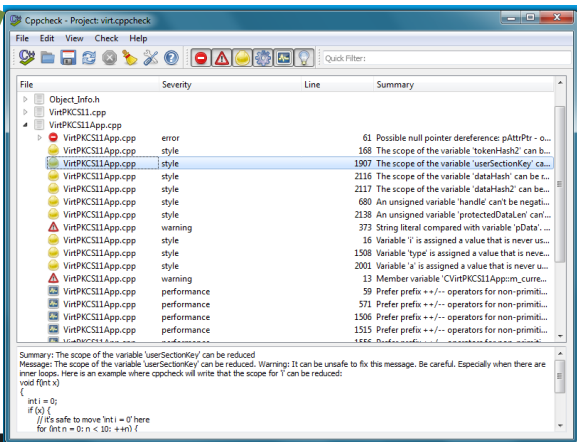 Cppcheck - Project: virt.cppcheck
File Edit View Check Help
Quick Filter:
File Severity Line Summary
Object_Info.h
VirtPKCS11.cpp
VirtPKCS11App.cpp
VirtPKCS11App.cpp error 61 Possible null pointer dereference: pAttrPtr - o...
VirtPKCS11App.cpp style 168 The scope of the variable 'tokenHash2' can b...
VirtPKCS11App.cpp style 1907 The scope of the variable 'userSectionKey' ca...
VirtPKCS11App.cpp style 2116 The scope of the variable 'dataHash' can be r...
VirtPKCS11App.cpp style 2117 The scope of the variable 'dataHash2' can be...
VirtPKCS11App.cpp style 680 An unsigned variable 'handle' can't be negati...
VirtPKCS11App.cpp style 2138 An unsigned variable 'protectedDataLen' can'...
VirtPKCS11App.cpp warning 373 String literal compared with variable 'pData'. ...
VirtPKCS11App.cpp style 16 Variable 'i' is assigned a value that is never us...
VirtPKCS11App.cpp style 1508 Variable 'type' is assigned a value that is neve...
VirtPKCS11App.cpp style 2001 Variable 'a' is assigned a value that is never u...
VirtPKCS11App.cpp warning 13 Member variable 'CVirtPKCS11App::m_curre...
VirtPKCS11App.cpp performance 59 Prefer prefix ++/-- operators for non-primiti...
VirtPKCS11App.cpp performance 571 Prefer prefix ++/-- operators for non-primiti...
VirtPKCS11App.cpp performance 1506 Prefer prefix ++/-- operators for non-primiti...
VirtPKCS11App.cpp performance 1515 Prefer prefix ++/-- operators for non-primiti...
VirtPKCS11App.cpp performance 1556 Prefer prefix ++/-- operators for non-primiti...
Summary: The scope of the variable 'userSectionKey' can be reduced
Message: The scope of the variable 'userSectionKey' can be reduced. Warning: It can be unsafe to fix this message. Be careful. Especially when there are
inner loops. Here is an example where cppcheck will write that the scope for 'i' can be reduced:
void f(int x)
{
int i = 0;
if (x) {
// it's safe to move 'int i = 0' here
for (int n = 0; n < 10; ++n) {